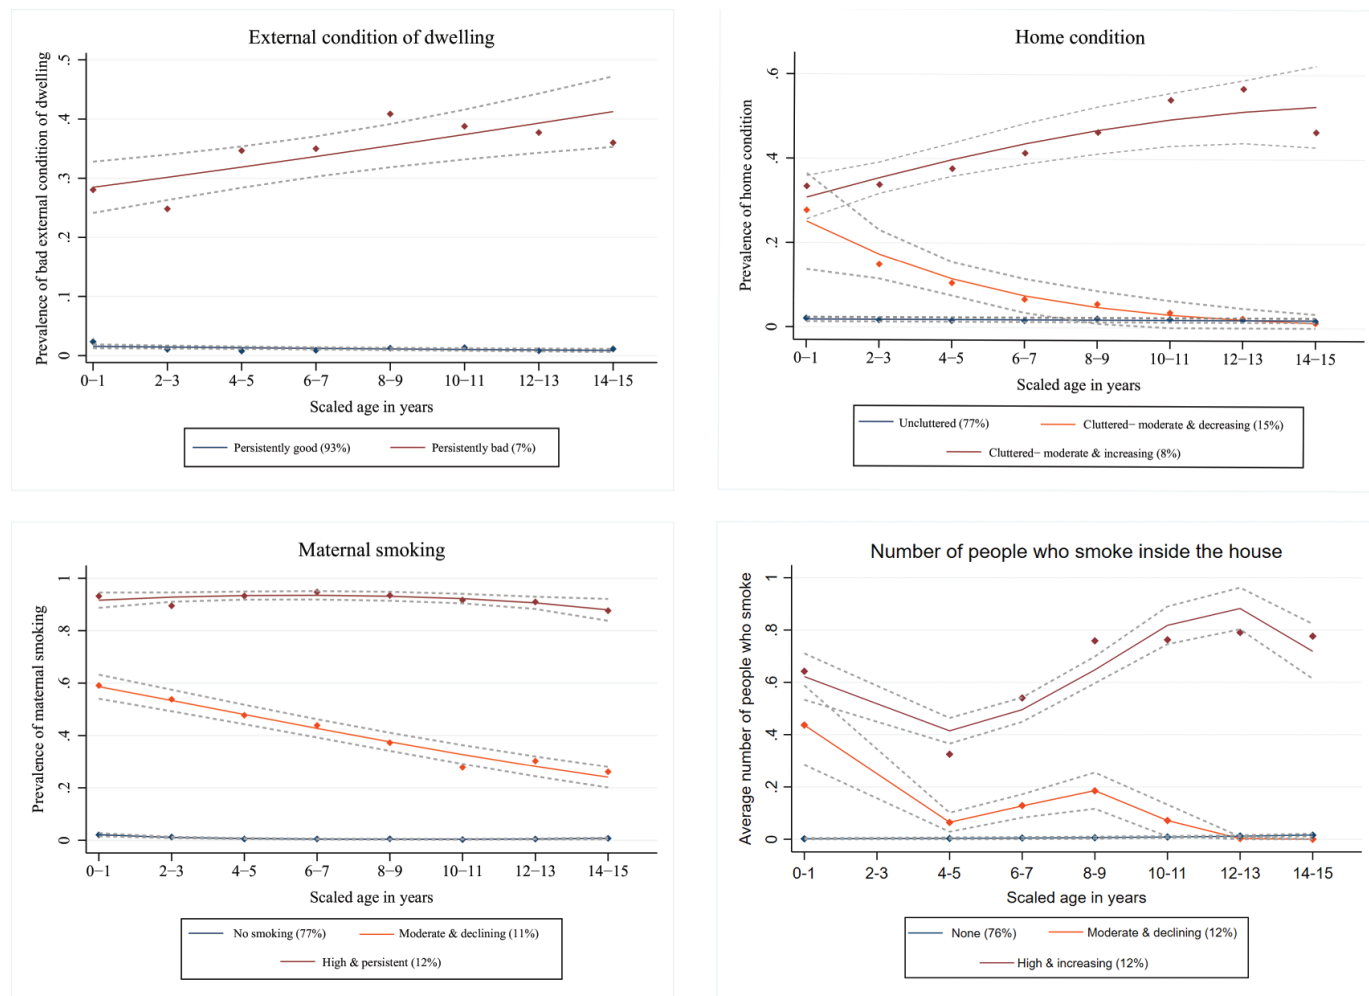 External condition of dwelling
Prevalence of bad external condition of dwelling
.5
.4
.3
.2
.1
0
0−1 2−3 4−5 6−7 8−9 10−11 12−13 14−15
Scaled age in years
Persistently good (93%) Persistently bad (7%)
Home condition
Prevalence of home condition
.6
.4
.2
0
0−1 2−3 4−5 6−7 8−9 10−11 12−13 14−15
Scaled age in years
Uncluttered (77%) Cluttered− moderate & decreasing (15%)
Cluttered− moderate & increasing (8%)
Maternal smoking
Prevalence of maternal smoking
1
.8
.6
.4
.2
0
0−1 2−3 4−5 6−7 8−9 10−11 12−13 14−15
Scaled age in years
No smoking (77%) Moderate & declining (11%)
High & persistent (12%)
Number of people who smoke inside the house
Average number of people who smoke
1
.8
.6
.4
.2
0
0-1 2-3 4-5 6-7 8-9 10-11 12-13 14-15
Scaled age in years
None (76%) Moderate & declining (12%)
High & increasing (12%)